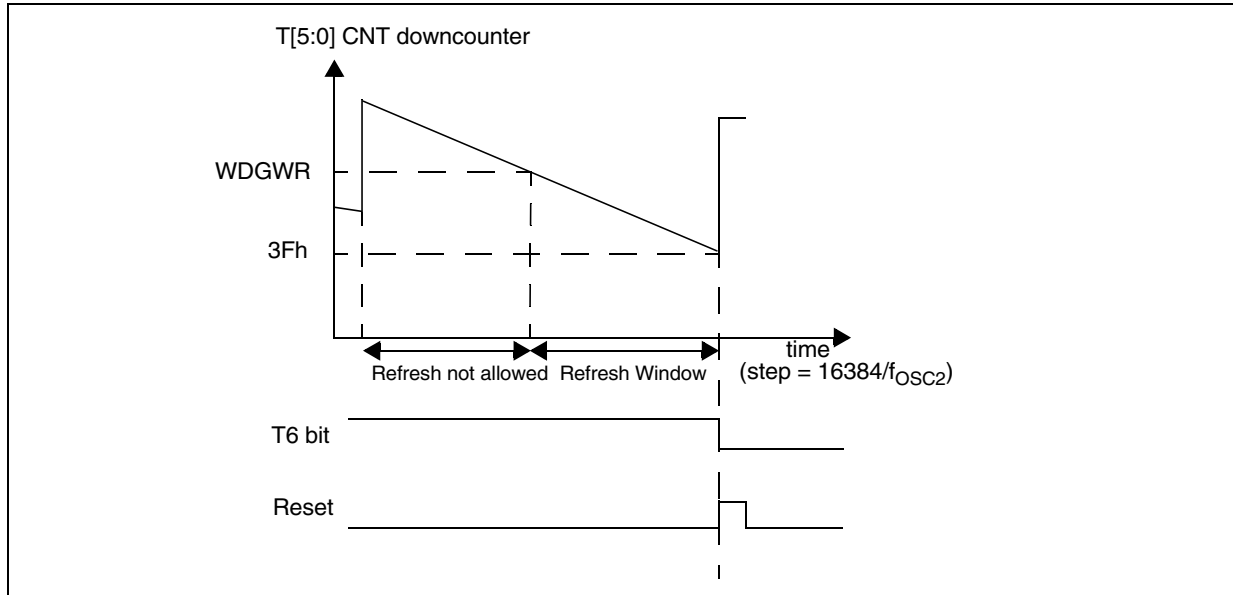 T[5:0] CNT downcounter
WDGWR
3Fh
time
Refresh not allowed Refresh Window (step = 16384/fOSC2)
T6 bit
Reset